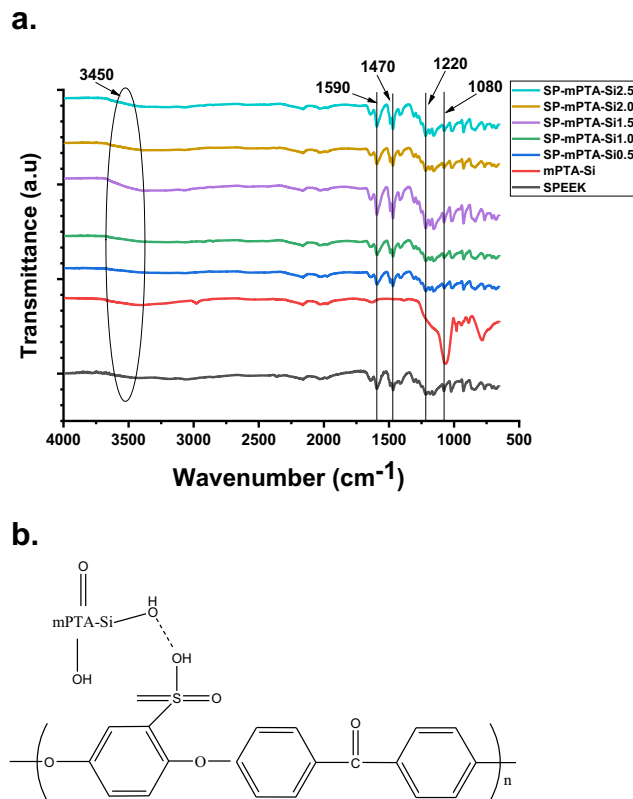 a.
3450
1590
1470
1220
1080
SP-mPTA-Si2.5
SP-mPTA-Si2.0
SP-mPTA-Si1.5
SP-mPTA-Si1.0
SP-mPTA-Si0.5
mPTA-Si
SPEEK
Transmittance (a.u)
4000 3500 3000 2500 2000 1500 1000 500
Wavenumber (cm⁻¹)
b.
O
H
mPTA-Si O
OH OH
S O
O
O O C
n